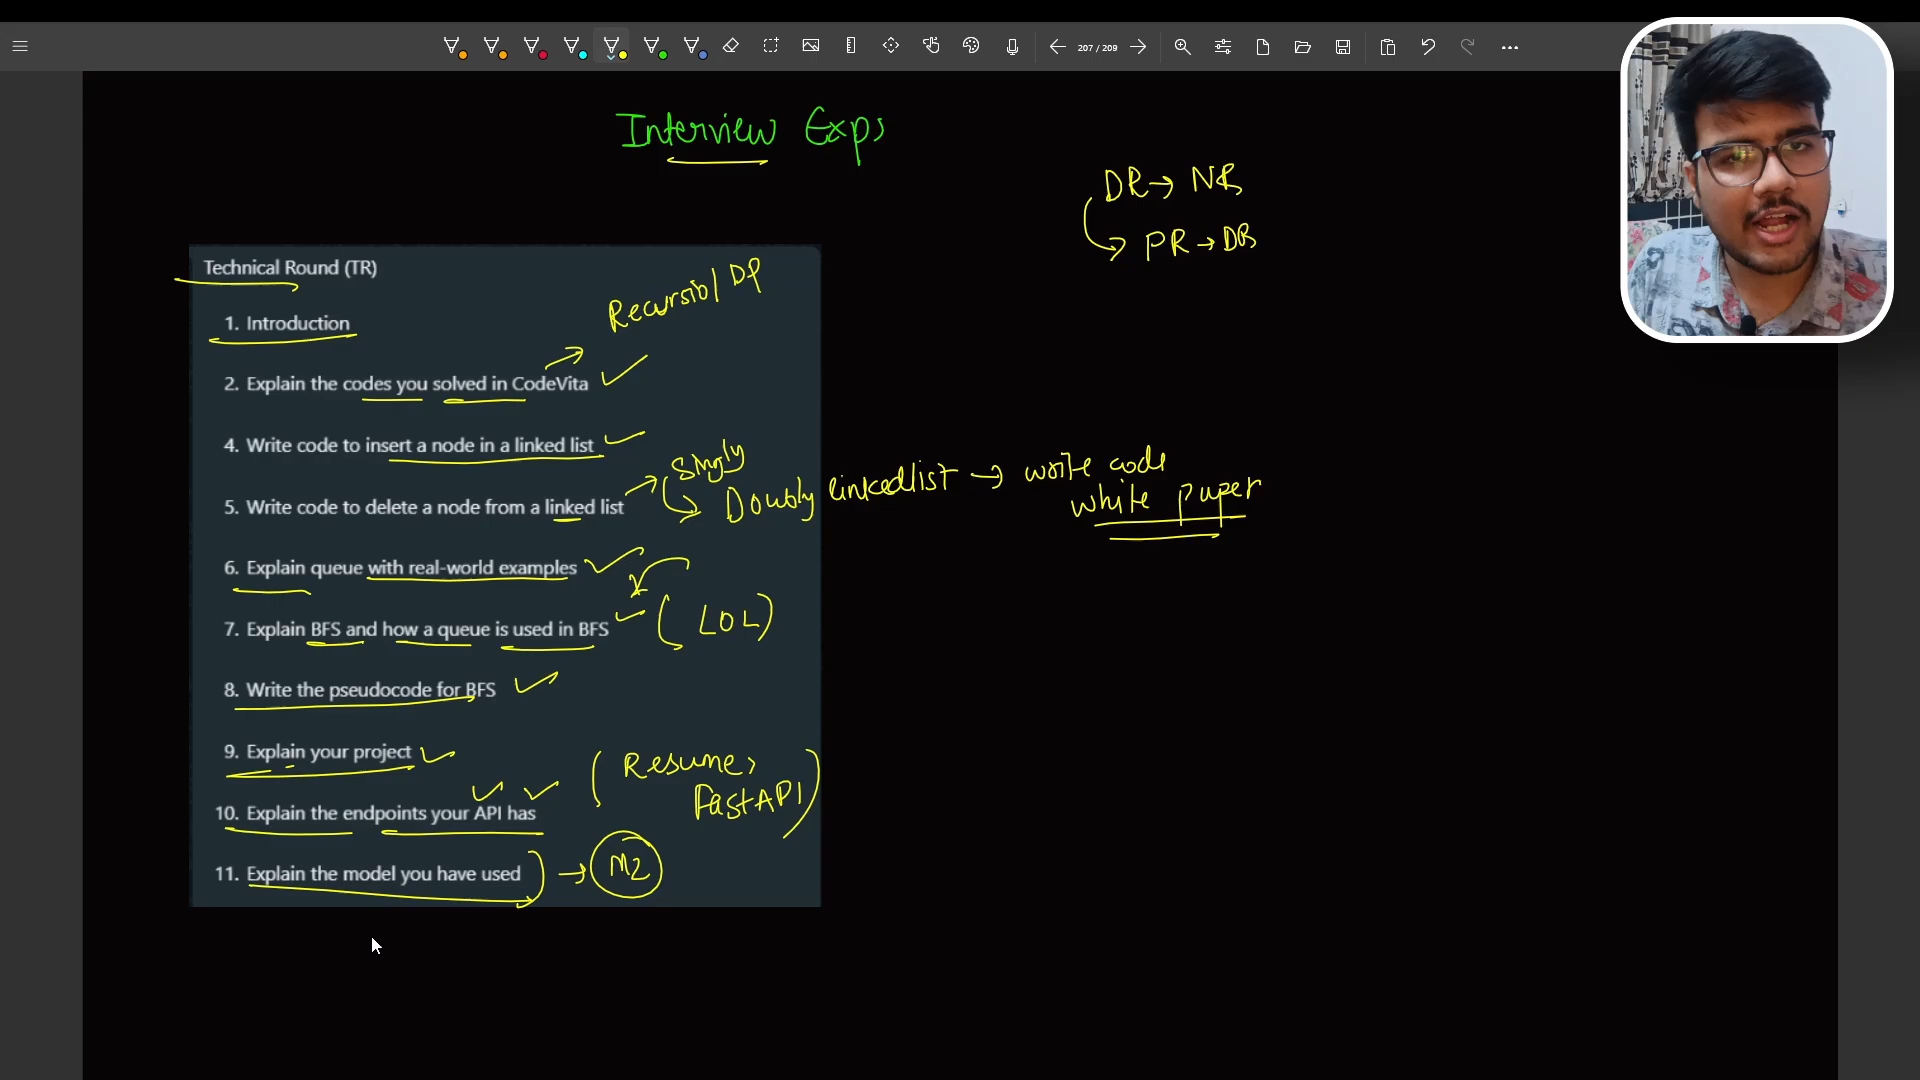 207 / 209
Interview Exps
DR → NR
PR → DR
Technical Round (TR)
Recursio/ DP
1. Introduction
2. Explain the codes you solved in CodeVita
4. Write code to insert a node in a linked list
Singly
Doubly linkedlist → write code
white paper
5. Write code to delete a node from a linked list
6. Explain queue with real-world examples
7. Explain BFS and how a queue is used in BFS
(LOL)
8. Write the pseudocode for BFS
9. Explain your project
(Resume,
FastAPI)
10. Explain the endpoints your API has
11. Explain the model you have used